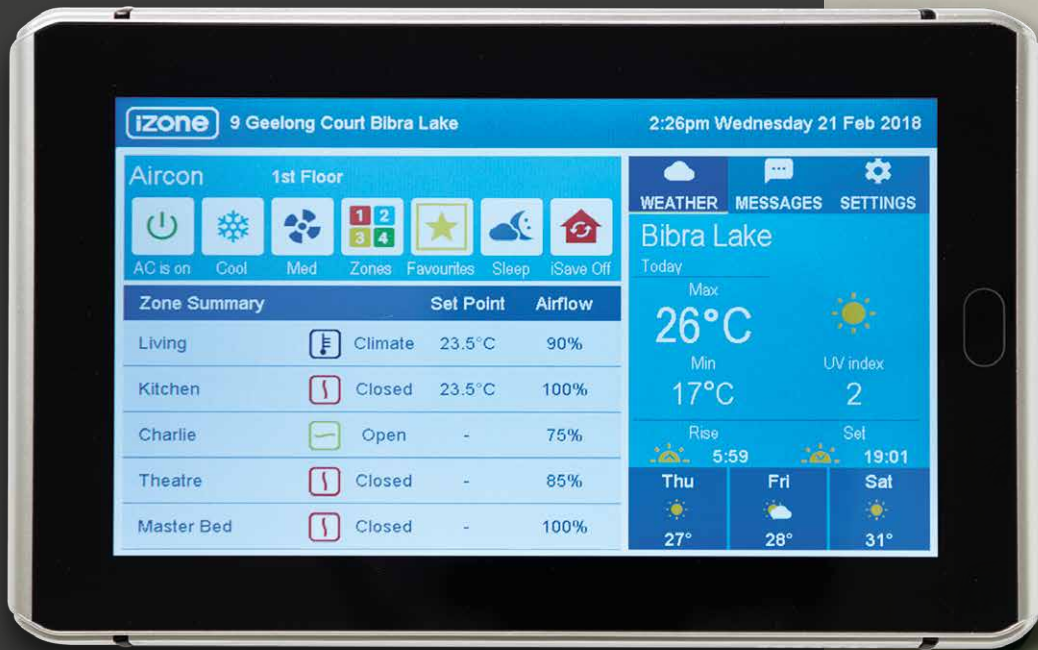 iZone 9 Geelong Court Bibra Lake 2:26pm Wednesday 21 Feb 2018
Aircon 1st Floor
1 2
3 4
AC is on Cool Med Zones Favourites Sleep iSave Off
Zone Summary Set Point Airflow
Living Climate 23.5°C 90%
Kitchen Closed 23.5°C 100%
Charlie Open - 75%
Theatre Closed - 85%
Master Bed Closed - 100%
WEATHER MESSAGES SETTINGS
Bibra Lake
Today
Max
26°C
Min UV index
17°C 2
Rise Set
5:59 19:01
Thu Fri Sat
27° 28° 31°